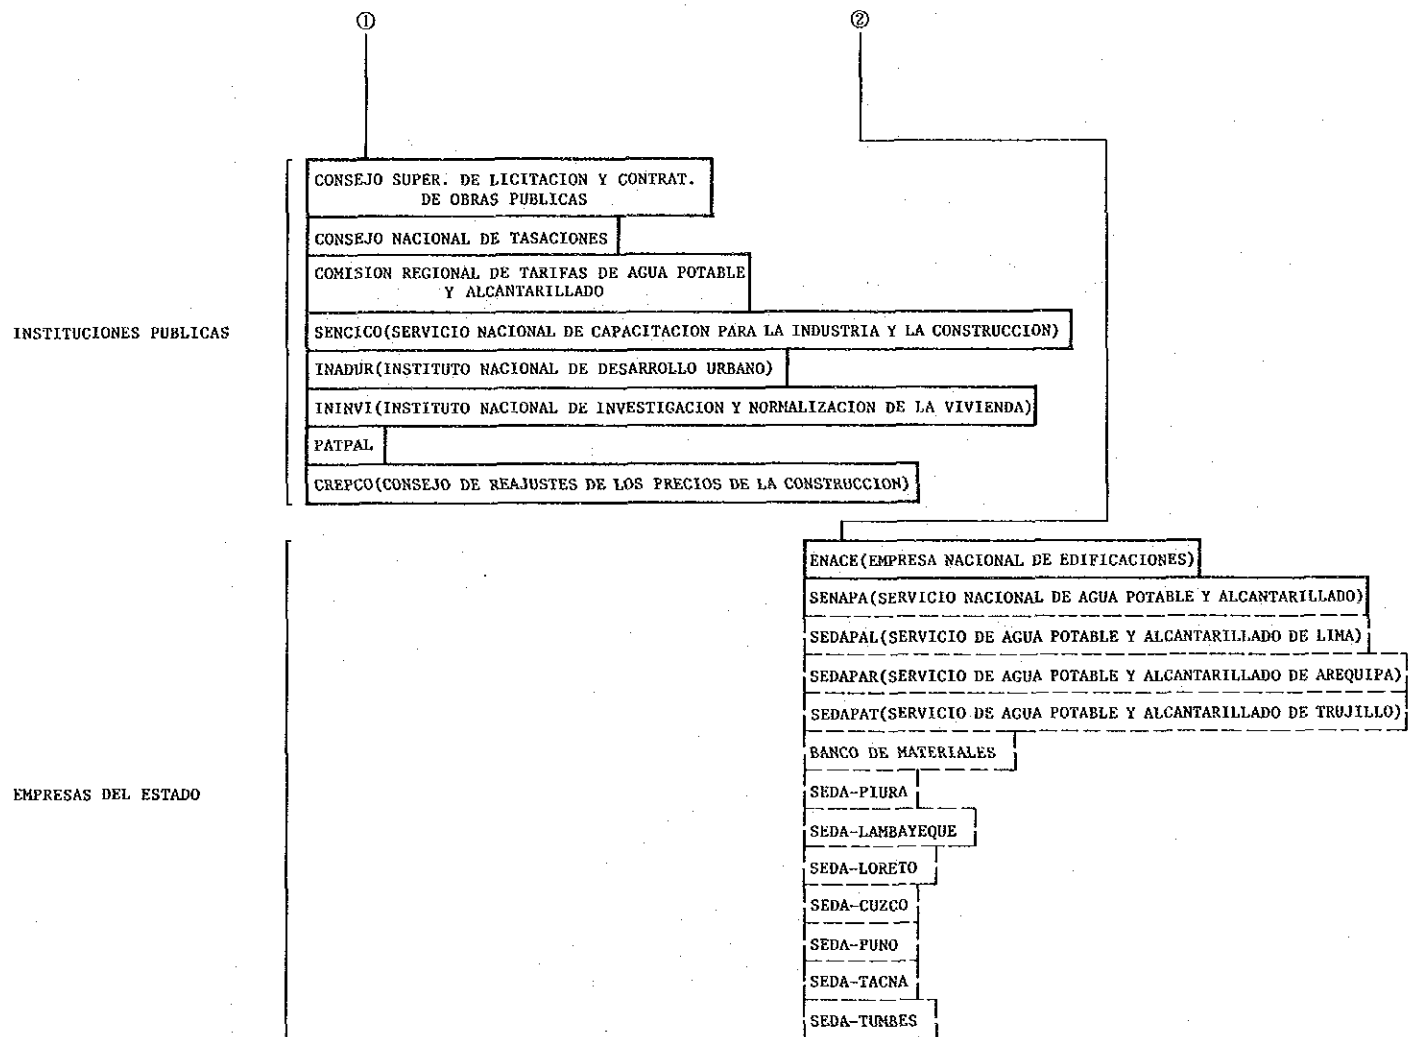 ① ②
CONSEJO SUPER. DE LICITACION Y CONTRAT.
DE OBRAS PUBLICAS
CONSEJO NACIONAL DE TASACIONES
COMISION REGIONAL DE TARIFAS DE AGUA POTABLE
Y ALCANTARILLADO
INSTITUCIONES PUBLICAS
SENCICO(SERVICIO NACIONAL DE CAPACITACION PARA LA INDUSTRIA Y LA CONSTRUCCION)
INADUR(INSTITUTO NACIONAL DE DESARROLLO URBANO)
ININVI(INSTITUTO NACIONAL DE INVESTIGACION Y NORMALIZACION DE LA VIVIENDA)
PATPAL
CREPCO(CONSEJO DE REAJUSTES DE LOS PRECIOS DE LA CONSTRUCCION)
ENACE(EMPRESA NACIONAL DE EDIFICACIONES)
SENAPA(SERVICIO NACIONAL DE AGUA POTABLE Y ALCANTARILLADO)
SEDAPAL(SERVICIO DE AGUA POTABLE Y ALCANTARILLADO DE LIMA)
SEDAPAR(SERVICIO DE AGUA POTABLE Y ALCANTARILLADO DE AREQUIPA)
SEDAPAT(SERVICIO DE AGUA POTABLE Y ALCANTARILLADO DE TRUJILLO)
BANCO DE MATERIALES
EMPRESAS DEL ESTADO
SEDA-PIURA
SEDA-LAMBAYEQUE
SEDA-LORETO
SEDA-CUZCO
SEDA-PUNO
SEDA-TACNA
SEDA-TUMBES